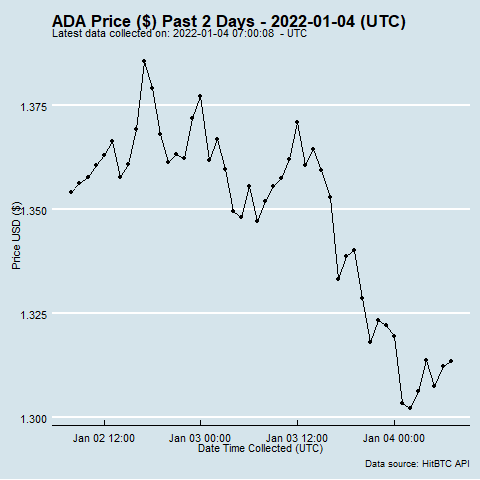 ADA Price ($) Past 2 Days - 2022-01-04 (UTC)
Latest data collected on: 2022-01-04 07:00:08 - UTC
1.375
1.350
1.325
1.300
Price USD ($)
Jan 02 12:00 Jan 03 00:00 Jan 03 12:00 Jan 04 00:00
Date Time Collected (UTC)
Data source: HitBTC API